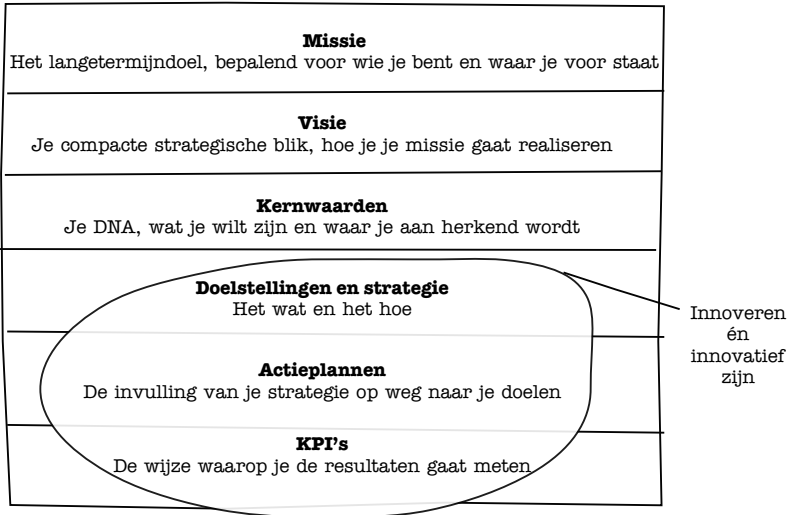 Missie
Het langetermijndoel, bepalend voor wie je bent en waar je voor staat
Visie
Je compacte strategische blik, hoe je je missie gaat realiseren
Kernwaarden
Je DNA, wat je wilt zijn en waar je aan herkend wordt
Doelstellingen en strategie
Het wat en het hoe
Actieplannen
De invulling van je strategie op weg naar je doelen
KPI's
De wijze waarop je de resultaten gaat meten
Innoveren
én
innovatief
zijn